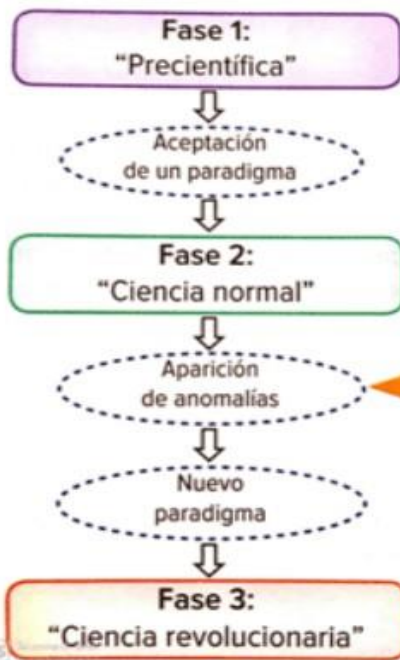 Fase 1:
“Precientífica”
Aceptación
de un paradigma
Fase 2:
“Ciencia normal”
Aparición
de anomalías
Nuevo
paradigma
Fase 3:
“Ciencia revolucionaria”